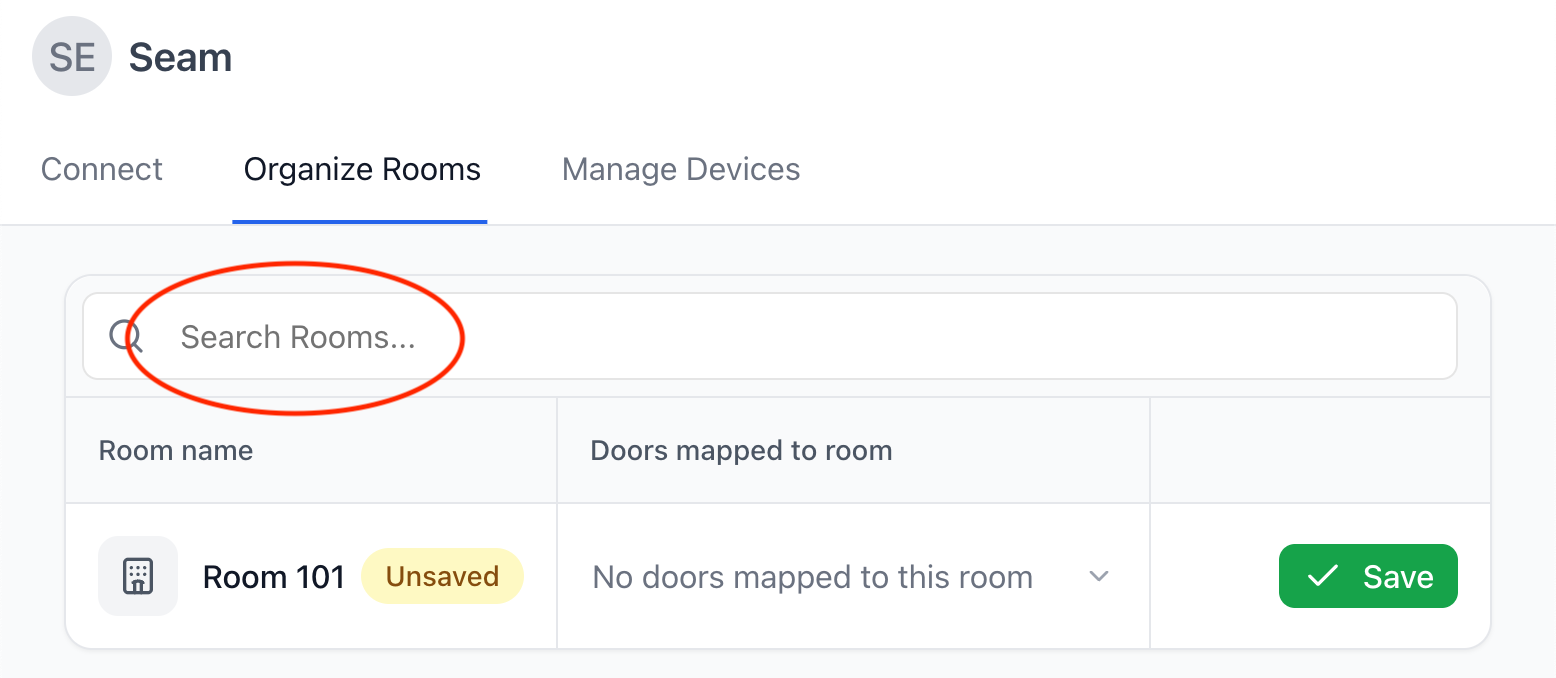 SE Seam
Connect Organize Rooms Manage Devices
Search Rooms...
Room name Doors mapped to room
Room 101 Unsaved No doors mapped to this room Save